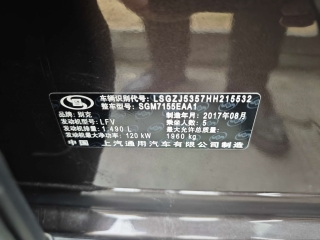 车辆识别代号: LSGZJ5357HH215532
整车型号: SGM7155EAA1
品牌: 别克 制造年月: 2017年08月
发动机型号: LFV 乘坐人数: 5
发动机排量: 1.490 L 最大允许总质量:
发动机最大净功率: 120 kW 1960 kg
中国 上汽通用汽车有限公司制造